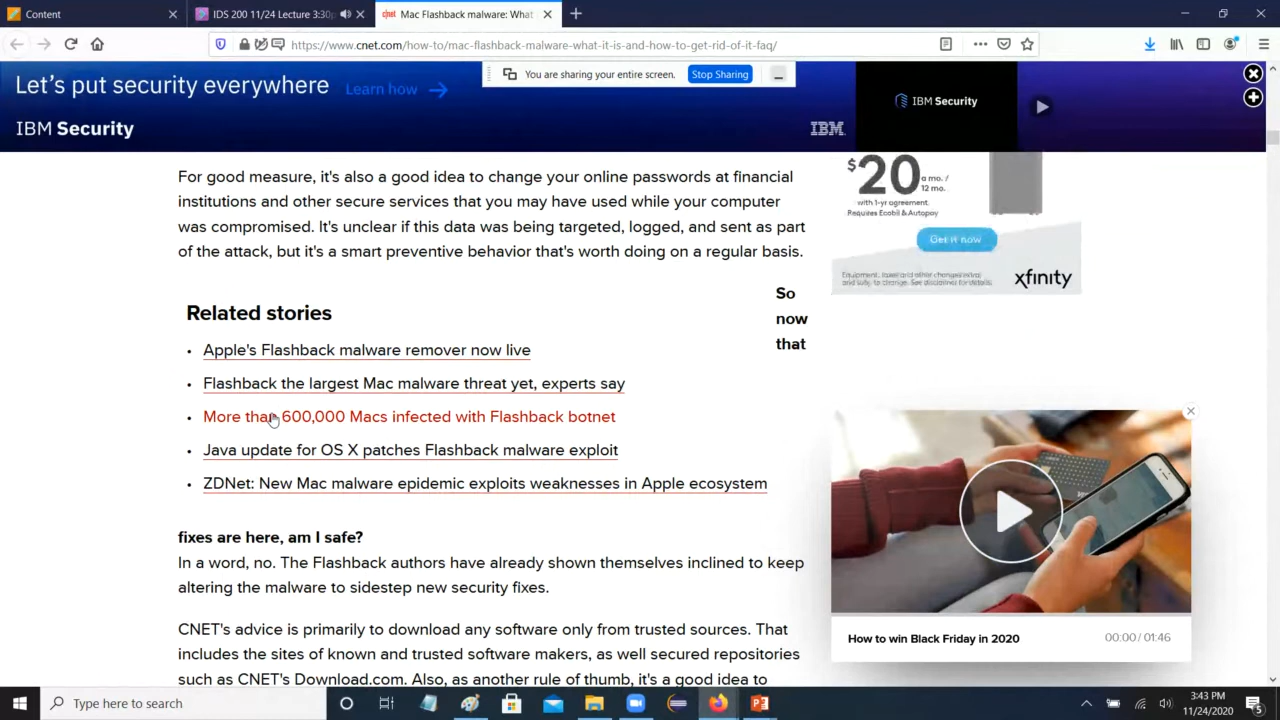 Content
IDS 200 11/24 Lecture 3:30p
Mac Flashback malware: What
https://www.cnet.com/how-to/mac-flashback-malware-what-it-is-and-how-to-get-rid-of-it-faq/
Let's put security everywhere
Learn how
IBM Security
You are sharing your entire screen.
Stop Sharing
IBM Security
IBM
For good measure, it's also a good idea to change your online passwords at financial
institutions and other secure services that you may have used while your computer
was compromised. It's unclear if this data was being targeted, logged, and sent as part
of the attack, but it's a smart preventive behavior that's worth doing on a regular basis.
So
now
that
Related stories
• Apple's Flashback malware remover now live
• Flashback the largest Mac malware threat yet, experts say
• More than 600,000 Macs infected with Flashback botnet
• Java update for OS X patches Flashback malware exploit
• ZDNet: New Mac malware epidemic exploits weaknesses in Apple ecosystem
fixes are here, am I safe?
In a word, no. The Flashback authors have already shown themselves inclined to keep
altering the malware to sidestep new security fixes.
CNET's advice is primarily to download any software only from trusted sources. That
includes the sites of known and trusted software makers, as well secured repositories
such as CNET's Download.com. Also, as another rule of thumb, it's a good idea to
$20 a mo. /
12 mo.
with 1-yr agreement.
Requires Ecobill & Autopay
Get it now
xfinity
How to win Black Friday in 2020
00:00 / 01:46
Type here to search
3:43 PM
11/24/2020
5